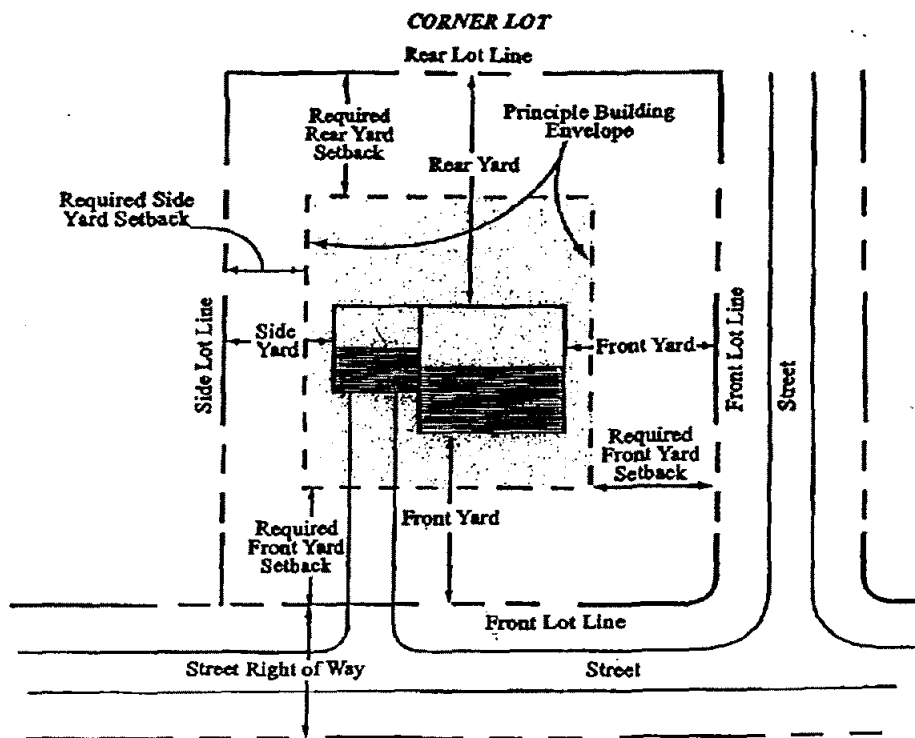 CORNER LOT
Rear Lot Line
Required
Rear Yard
Setback
Principle Building
Envelope
Rear Yard
Required Side
Yard Setback
Side Lot Line
Side
Yard
Front Yard
Front Lot Line
Street
Required
Front Yard
Setback
Front Yard
Required
Front Yard
Setback
Front Lot Line
Street Right of Way
Street